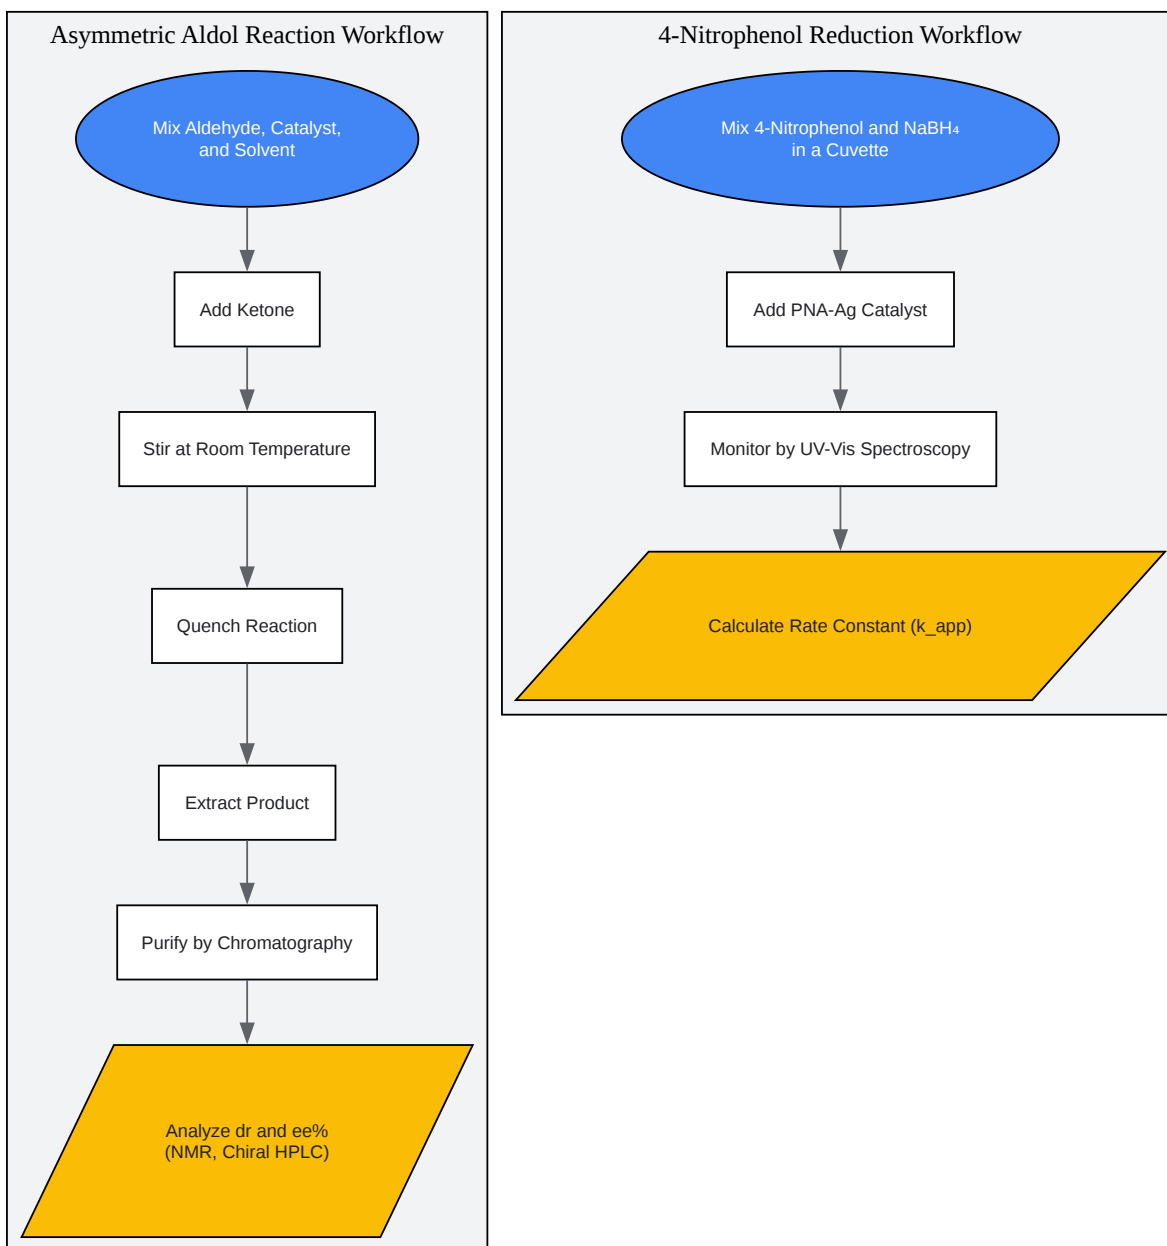 Asymmetric Aldol Reaction Workflow
Mix Aldehyde, Catalyst,
and Solvent
Add Ketone
Stir at Room Temperature
Quench Reaction
Extract Product
Purify by Chromatography
Analyze dr and ee%
(NMR, Chiral HPLC)
4-Nitrophenol Reduction Workflow
Mix 4-Nitrophenol and NaBH₄
in a Cuvette
Add PNA-Ag Catalyst
Monitor by UV-Vis Spectroscopy
Calculate Rate Constant (k_app)